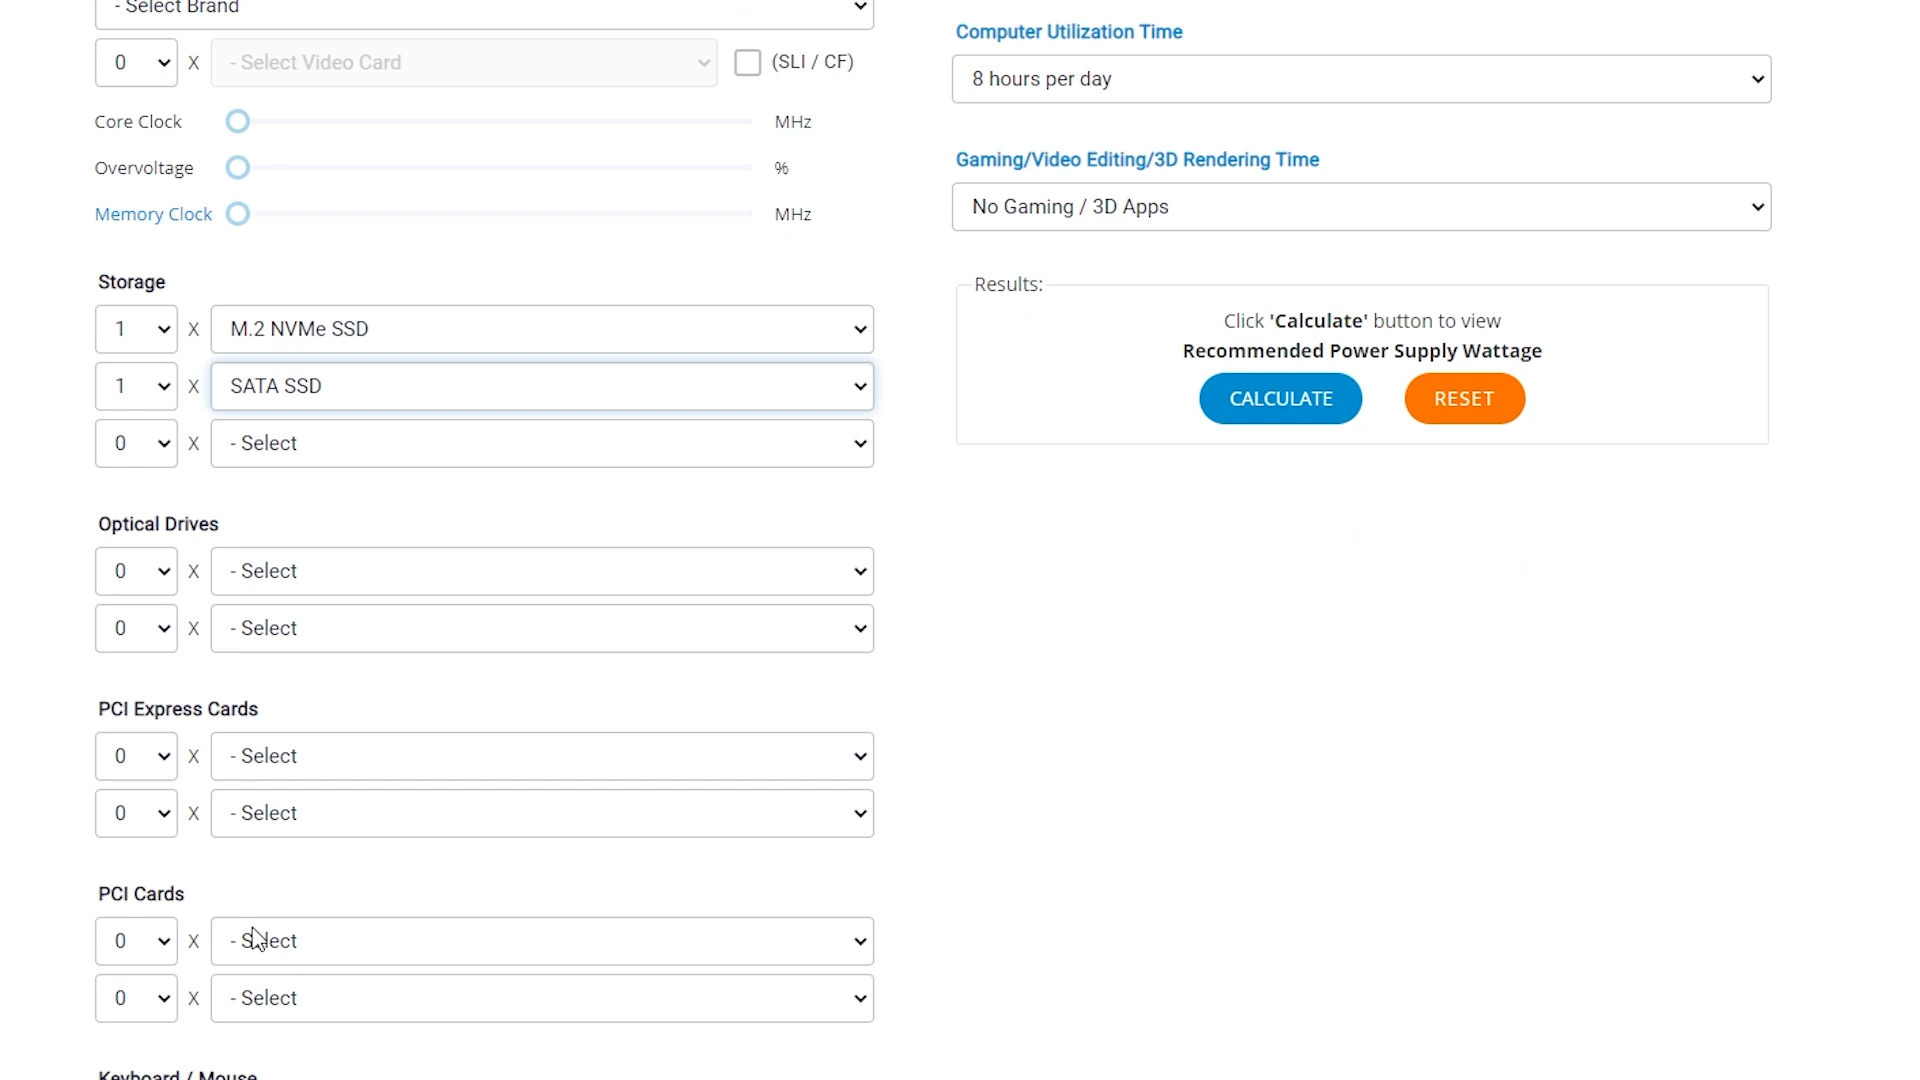 - Select Brand
0 X - Select Video Card (SLI / CF)
Core Clock MHz
Overvoltage %
Memory Clock MHz
Storage
1 X M.2 NVMe SSD
1 X SATA SSD
0 X - Select
Optical Drives
0 X - Select
0 X - Select
PCI Express Cards
0 X - Select
0 X - Select
PCI Cards
0 X - Select
0 X - Select
Keyboard / Mouse
Computer Utilization Time
8 hours per day
Gaming/Video Editing/3D Rendering Time
No Gaming / 3D Apps
Results:
Click 'Calculate' button to view
Recommended Power Supply Wattage
CALCULATE RESET